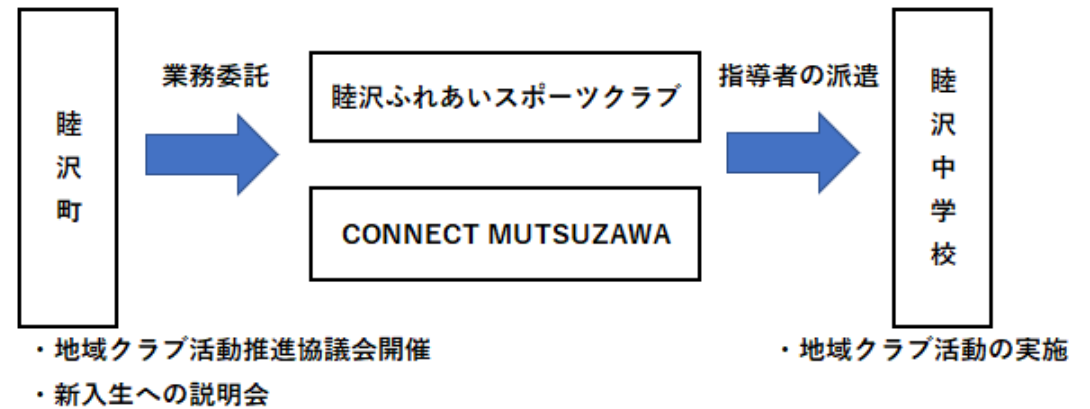 睦沢町
業務委託
睦沢ふれあいスポーツクラブ
CONNECT MUTSUZAWA
指導者の派遣
睦沢中学校
・地域クラブ活動推進協議会開催
・新入生への説明会
・地域クラブ活動の実施